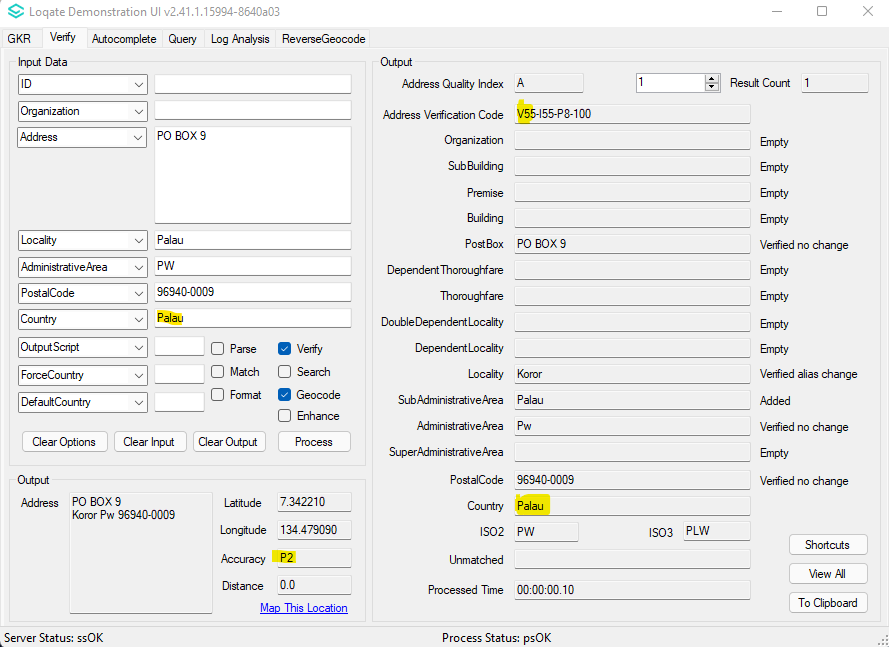 Loqate Demonstration UI v2.41.1.15994-8640a03
GKR Verify Autocomplete Query Log Analysis ReverseGeocode
Input Data
ID
Organization
Address PO BOX 9
Locality Palau
AdministrativeArea PW
PostalCode 96940-0009
Country Palau
OutputScript Parse Verify
ForceCountry Match Search
DefaultCountry Format Geocode
Enhance
Clear Options Clear Input Clear Output Process
Output
Address PO BOX 9
Koror Pw 96940-0009
Latitude 7.342210
Longitude 134.479090
Accuracy P2
Distance 0.0
Map This Location
Output
Address Quality Index A 1 Result Count 1
Address Verification Code V55-I55-P8-100
Organization Empty
SubBuilding Empty
Premise Empty
Building Empty
PostBox PO BOX 9 Verified no change
DependentThoroughfare Empty
Thoroughfare Empty
DoubleDependentLocality Empty
DependentLocality Empty
Locality Koror Verified alias change
SubAdministrativeArea Palau Added
AdministrativeArea Pw Verified no change
SuperAdministrativeArea Empty
PostalCode 96940-0009 Verified no change
Country Palau
ISO2 PW ISO3 PLW
Unmatched
Processed Time 00:00:00.10
Shortcuts
View All
To Clipboard
Server Status: ssOK Process Status: psOK